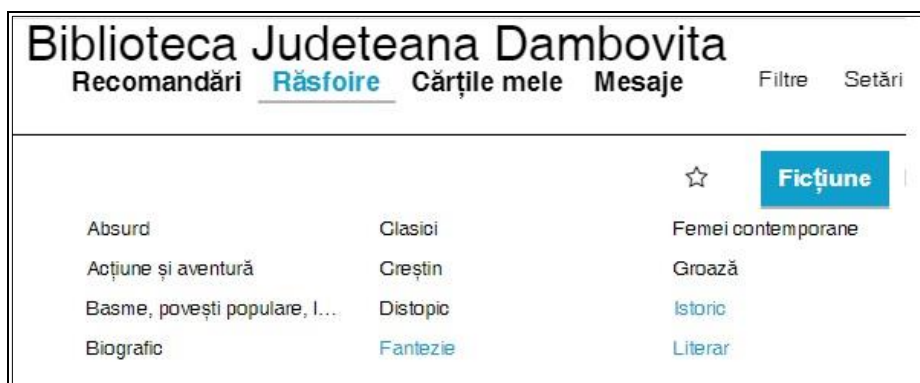 Biblioteca Judeteana Dambovita
Recomandări Răsfoire Cărțile mele Mesaje Filtre Setări
Ficțiune
Absurd Clasici Femei contemporane
Acțiune și aventură Creștin Groază
Basme, povești populare, l... Distopic Istoric
Biografic Fantezie Literar